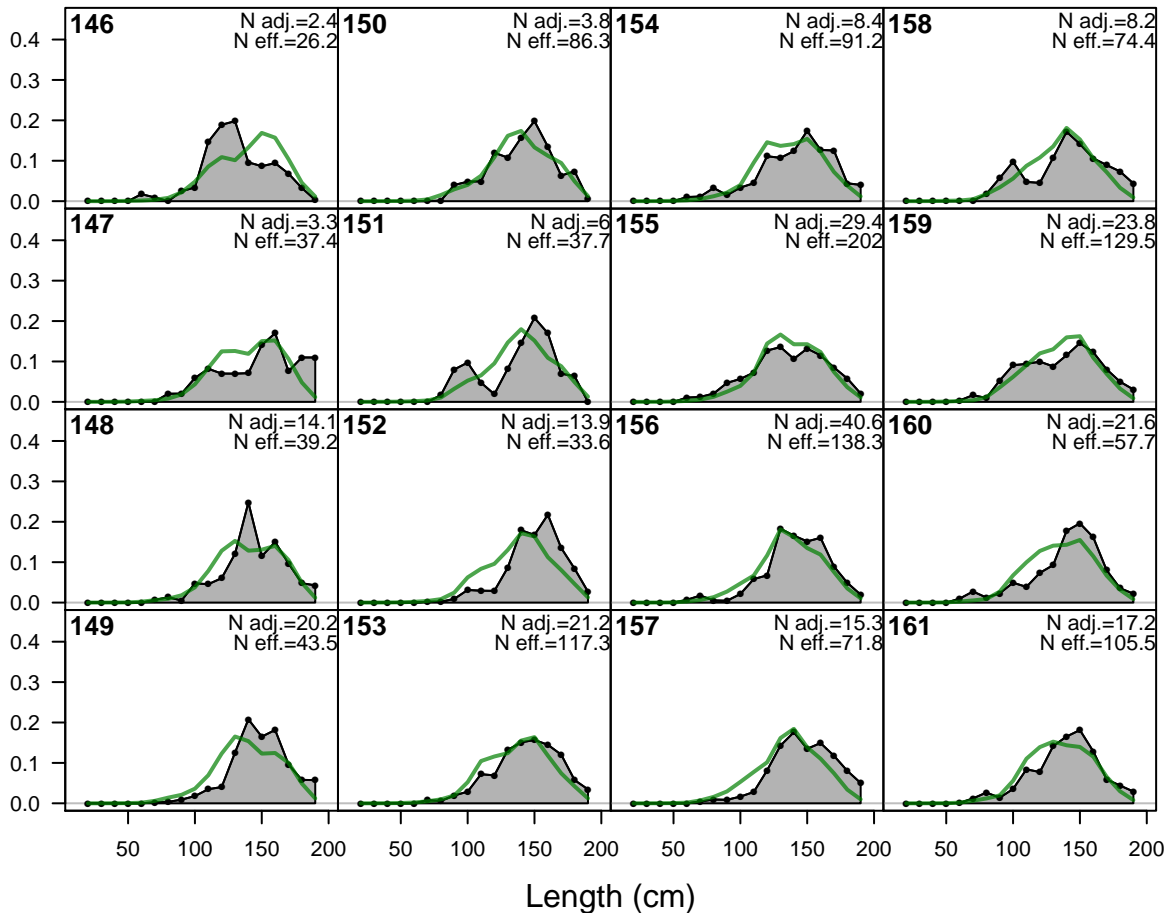 146 N adj.=2.4
N eff.=26.2
150 N adj.=3.8
N eff.=86.3
154 N adj.=8.4
N eff.=91.2
158 N adj.=8.2
N eff.=74.4
0.4
0.3
0.2
0.1
0.0
147 N adj.=3.3
N eff.=37.4
151 N adj.=6
N eff.=37.7
155 N adj.=29.4
N eff.=202
159 N adj.=23.8
N eff.=129.5
0.4
0.3
0.2
0.1
0.0
148 N adj.=14.1
N eff.=39.2
152 N adj.=13.9
N eff.=33.6
156 N adj.=40.6
N eff.=138.3
160 N adj.=21.6
N eff.=57.7
0.4
0.3
0.2
0.1
0.0
149 N adj.=20.2
N eff.=43.5
153 N adj.=21.2
N eff.=117.3
157 N adj.=15.3
N eff.=71.8
161 N adj.=17.2
N eff.=105.5
0.4
0.3
0.2
0.1
0.0
50 100 150 200 50 100 150 200 50 100 150 200 50 100 150 200
Length (cm)